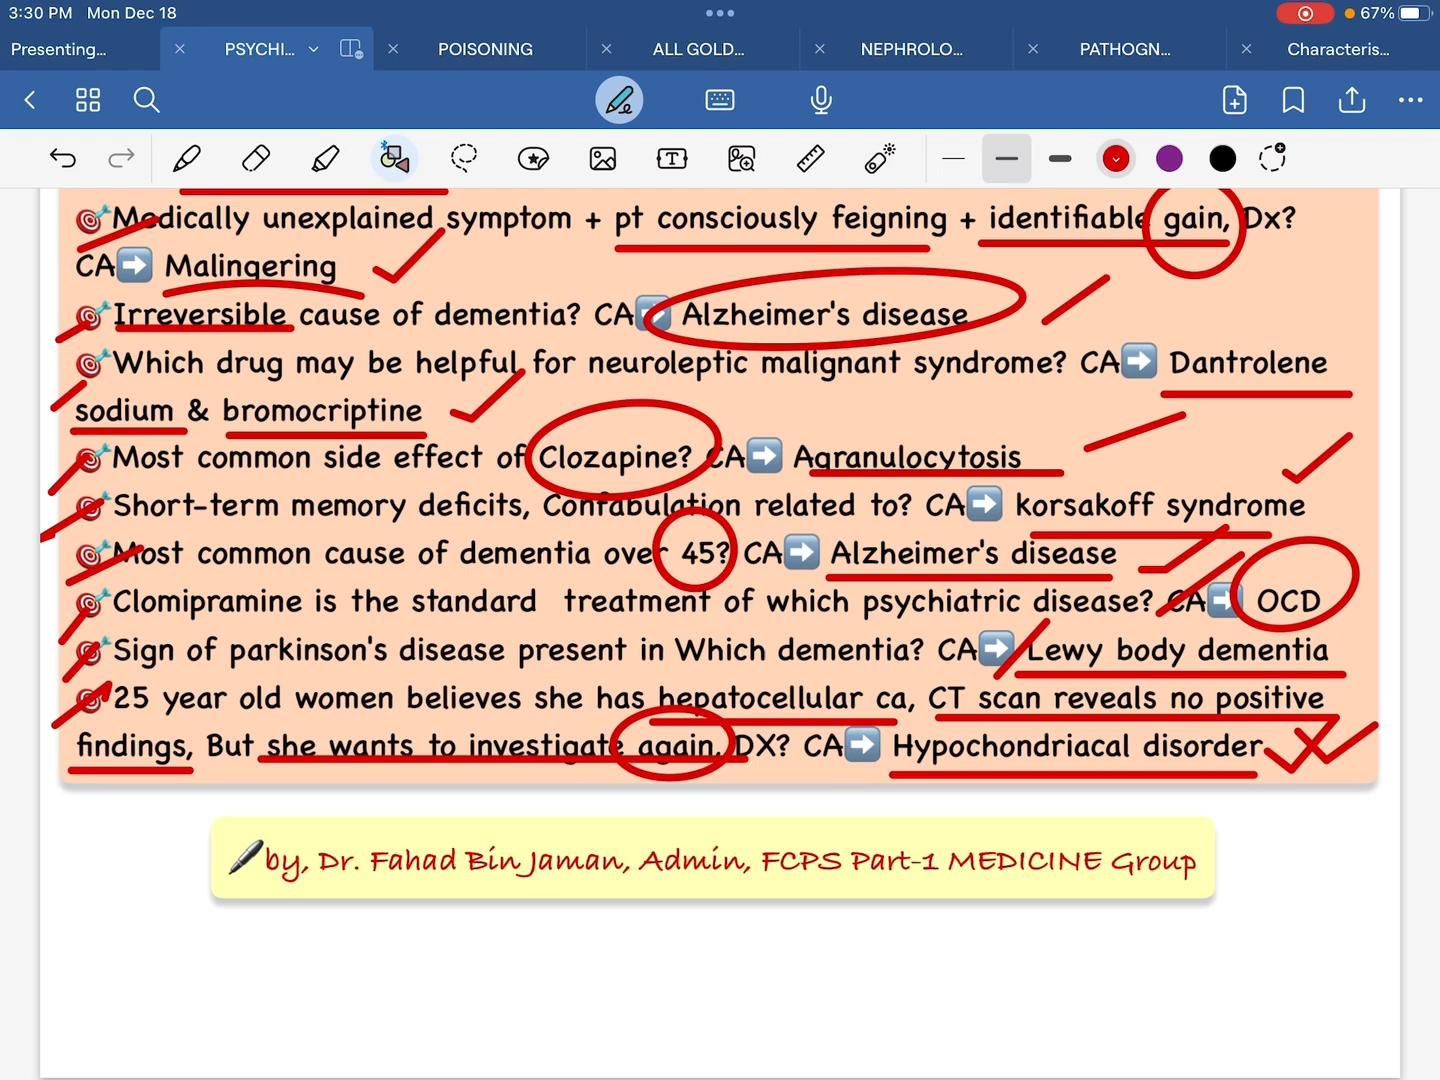 3:30 PM Mon Dec 18
67%
Presenting...
PSYCHI...
POISONING
ALL GOLD...
NEPHROLO...
PATHOGN...
Characteris...
Medically unexplained symptom + pt consciously feigning + identifiable gain, Dx?
CA➡️ Malingering
Irreversible cause of dementia? CA➡️ Alzheimer's disease
Which drug may be helpful for neuroleptic malignant syndrome? CA➡️ Dantrolene
sodium & bromocriptine
Most common side effect of Clozapine? CA➡️ Agranulocytosis
Short-term memory deficits, Confabulation related to? CA➡️ korsakoff syndrome
Most common cause of dementia over 45? CA➡️ Alzheimer's disease
Clomipramine is the standard treatment of which psychiatric disease? CA➡️ OCD
Sign of parkinson's disease present in Which dementia? CA➡️ Lewy body dementia
25 year old women believes she has hepatocellular ca, CT scan reveals no positive
findings, But she wants to investigate again, DX? CA➡️ Hypochondriacal disorder
by, Dr. Fahad Bin Jaman, Admin, FCPS Part-1 MEDICINE Group